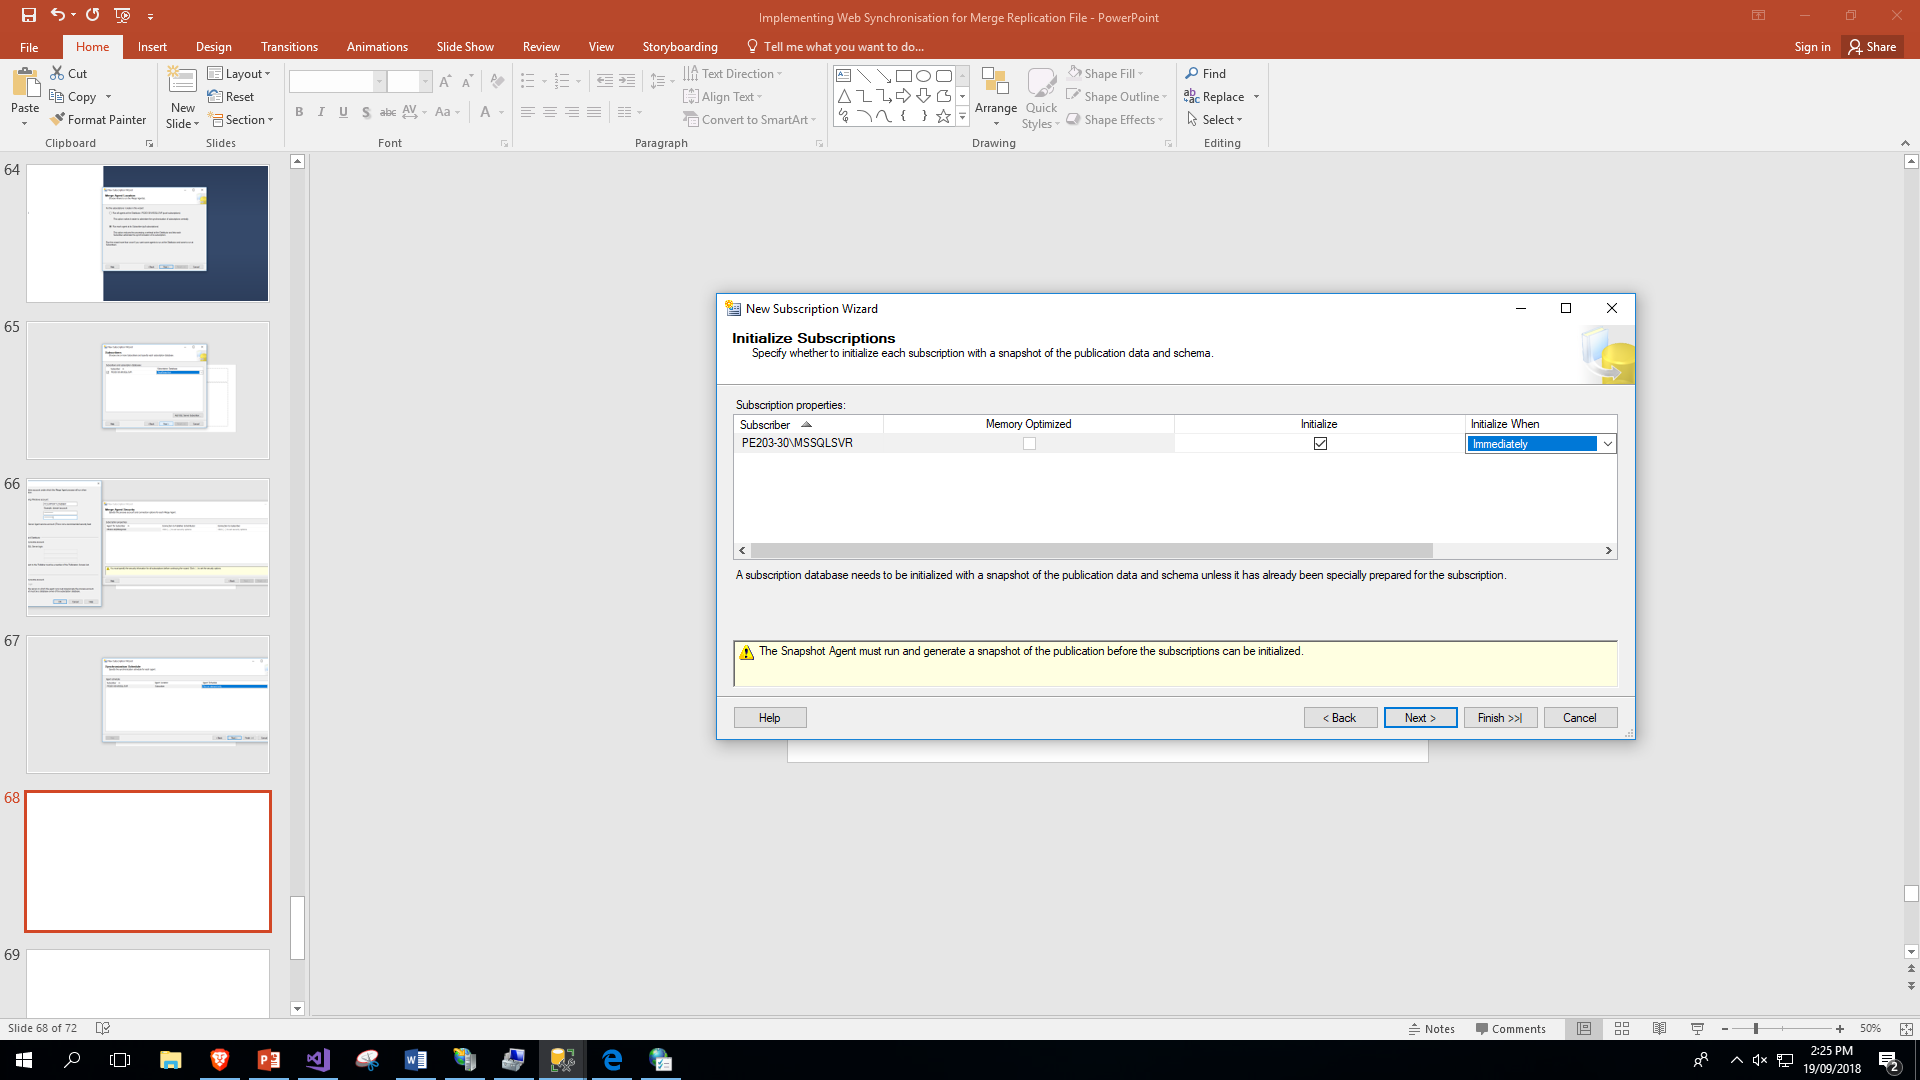 Implementing Web Synchronisation for Merge Replication File - PowerPoint
File Home Insert Design Transitions Animations Slide Show Review View Storyboarding Tell me what you want to do... Sign in Share
Paste
Cut
Copy
Format Painter
Clipboard
New Slide
Layout
Reset
Section
Slides
B I U S abc AV Aa A
Font
Paragraph
Text Direction
Align Text
Convert to SmartArt
Arrange
Quick Styles
Shape Fill
Shape Outline
Shape Effects
Drawing
Find
Replace
Select
Editing
64
65
66
67
68
69
New Subscription Wizard
Initialize Subscriptions
Specify whether to initialize each subscription with a snapshot of the publication data and schema.
Subscription properties:
Subscriber Memory Optimized Initialize Initialize When
PE203-30\MSSQLSVR Immediately
A subscription database needs to be initialized with a snapshot of the publication data and schema unless it has already been specially prepared for the subscription.
The Snapshot Agent must run and generate a snapshot of the publication before the subscriptions can be initialized.
Help < Back Next > Finish >>| Cancel
Slide 68 of 72 Notes Comments 50%
2:25 PM
19/09/2018
2